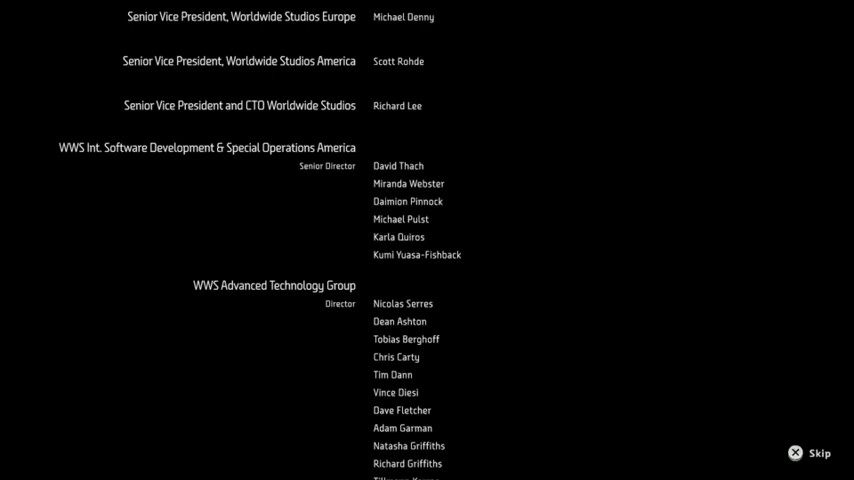 Senior Vice President, Worldwide Studios Europe Michael Denny
Senior Vice President, Worldwide Studios America Scott Rohde
Senior Vice President and CTO Worldwide Studios Richard Lee
WWS Int. Software Development & Special Operations America
Senior Director David Thach
Miranda Webster
Daimion Pinnock
Michael Pulst
Karla Quiros
Kumi Yuasa-Fishback
WWS Advanced Technology Group
Director Nicolas Serres
Dean Ashton
Tobias Berghoff
Chris Carty
Tim Dann
Vince Diesi
Dave Fletcher
Adam Garman
Natasha Griffiths
Richard Griffiths
Skip